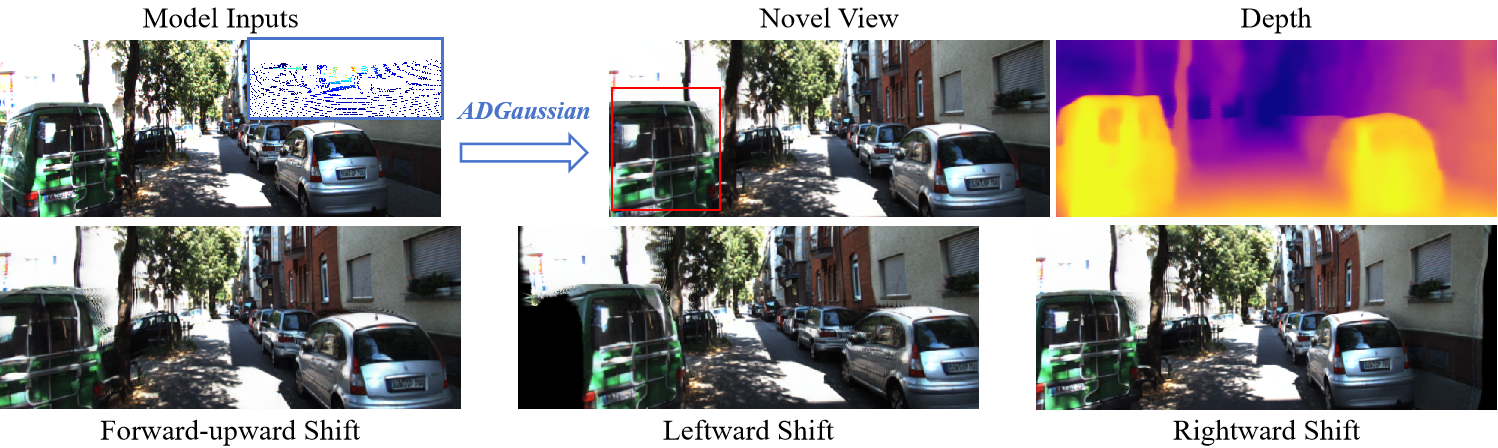 Model Inputs
Novel View
Depth
ADGaussian
Forward-upward Shift
Leftward Shift
Rightward Shift